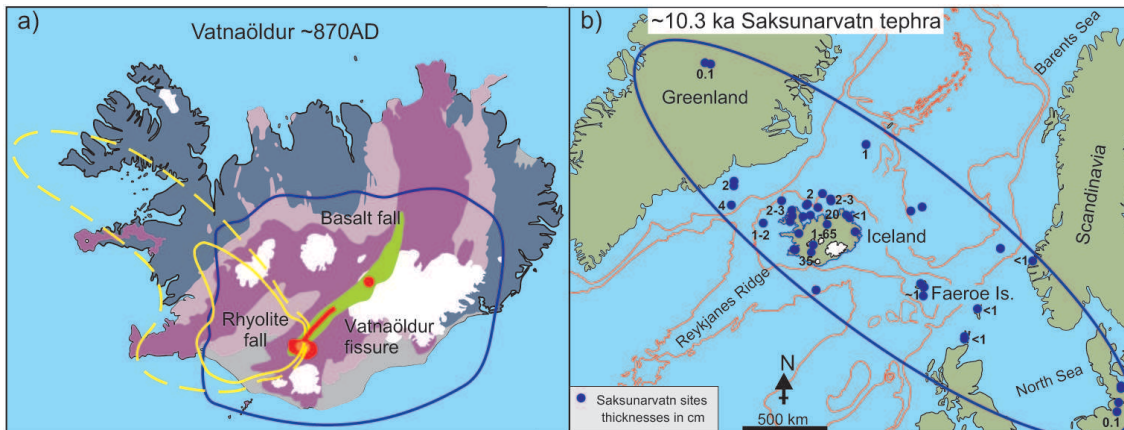 a)
Vatnaöldur ~870AD
Basalt fall
Rhyolite
fall
Vatnaöldur
fissure
b)
~10.3 ka Saksunarvatn tephra
Barents Sea
0.1
Greenland
Scandinavia
1
2
4
2
2-3
2-3
20
<1
1-2
1-65
Iceland
35
<1
Reykjanes Ridge
~1
Faeroe Is.
<1
<1
North Sea
N
500 km
0.1
Saksunarvatn sites
thicknesses in cm